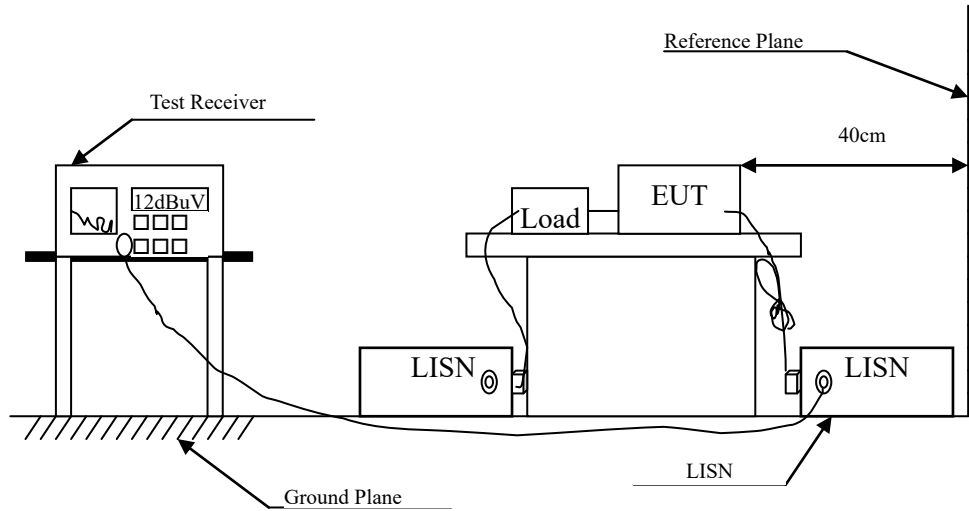 Reference Plane
Test Receiver
40cm
12dBuV
EUT
Load
LISN
LISN
LISN
Ground Plane